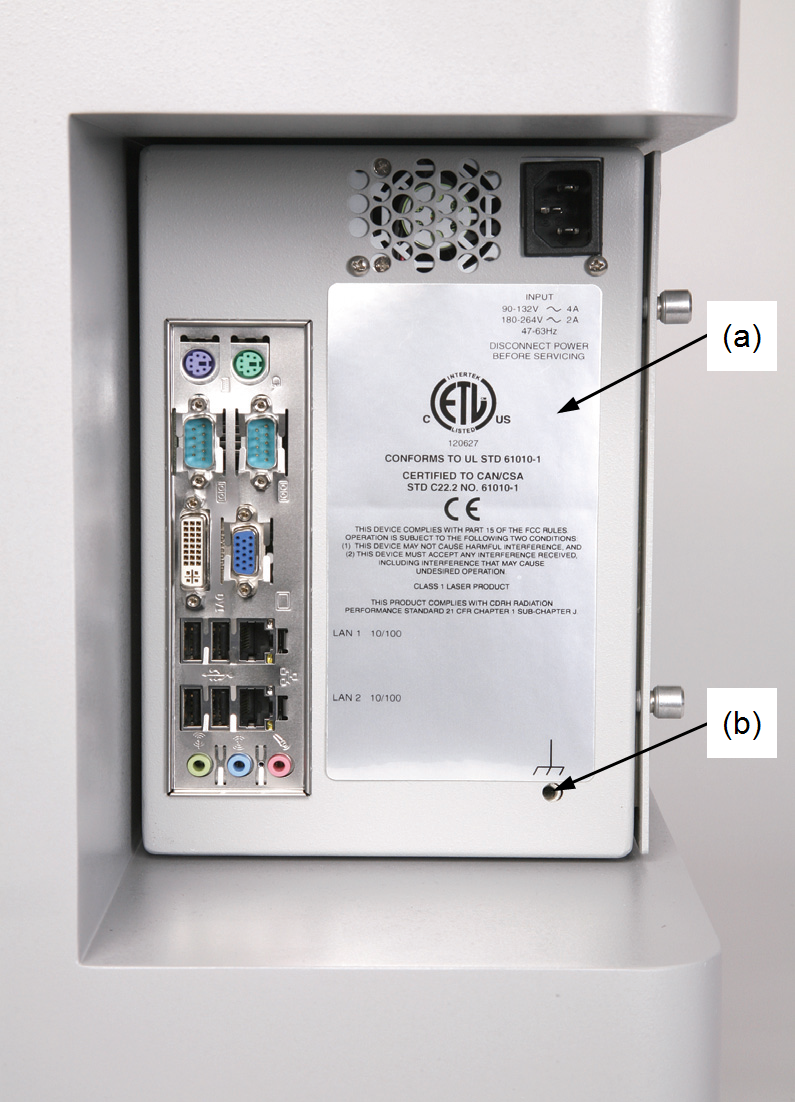 INPUT
90-132V ～ 4A
180-264V ～ 2A
47-63Hz
DISCONNECT POWER
BEFORE SERVICING
(a)
INTERTEK
C ETL US
LISTED
120627
CONFORMS TO UL STD 61010-1
CERTIFIED TO CAN/CSA
STD C22.2 NO. 61010-1
CE
THIS DEVICE COMPLIES WITH PART 15 OF THE FCC RULES
OPERATION IS SUBJECT TO THE FOLLOWING TWO CONDITIONS
(1) THIS DEVICE MAY NOT CAUSE HARMFUL INTERFERENCE, AND
(2) THIS DEVICE MUST ACCEPT ANY INTERFERENCE RECEIVED,
INCLUDING INTERFERENCE THAT MAY CAUSE
UNDESIRED OPERATION
CLASS 1 LASER PRODUCT
THIS PRODUCT COMPLIES WITH CDRH RADIATION
PERFORMANCE STANDARD 21 CFR CHAPTER 1 SUB-CHAPTER J
LAN 1 10/100
LAN 2 10/100
(b)